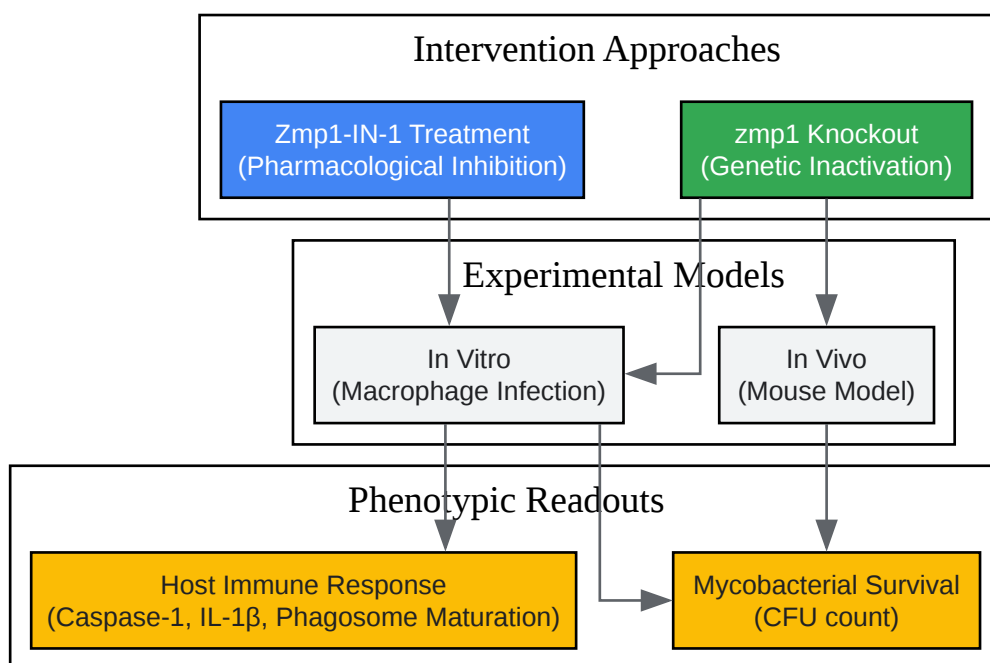 Intervention Approaches
Zmp1-IN-1 Treatment
(Pharmacological Inhibition)
zmp1 Knockout
(Genetic Inactivation)
Experimental Models
In Vitro
(Macrophage Infection)
In Vivo
(Mouse Model)
Phenotypic Readouts
Host Immune Response
(Caspase-1, IL-1β, Phagosome Maturation)
Mycobacterial Survival
(CFU count)